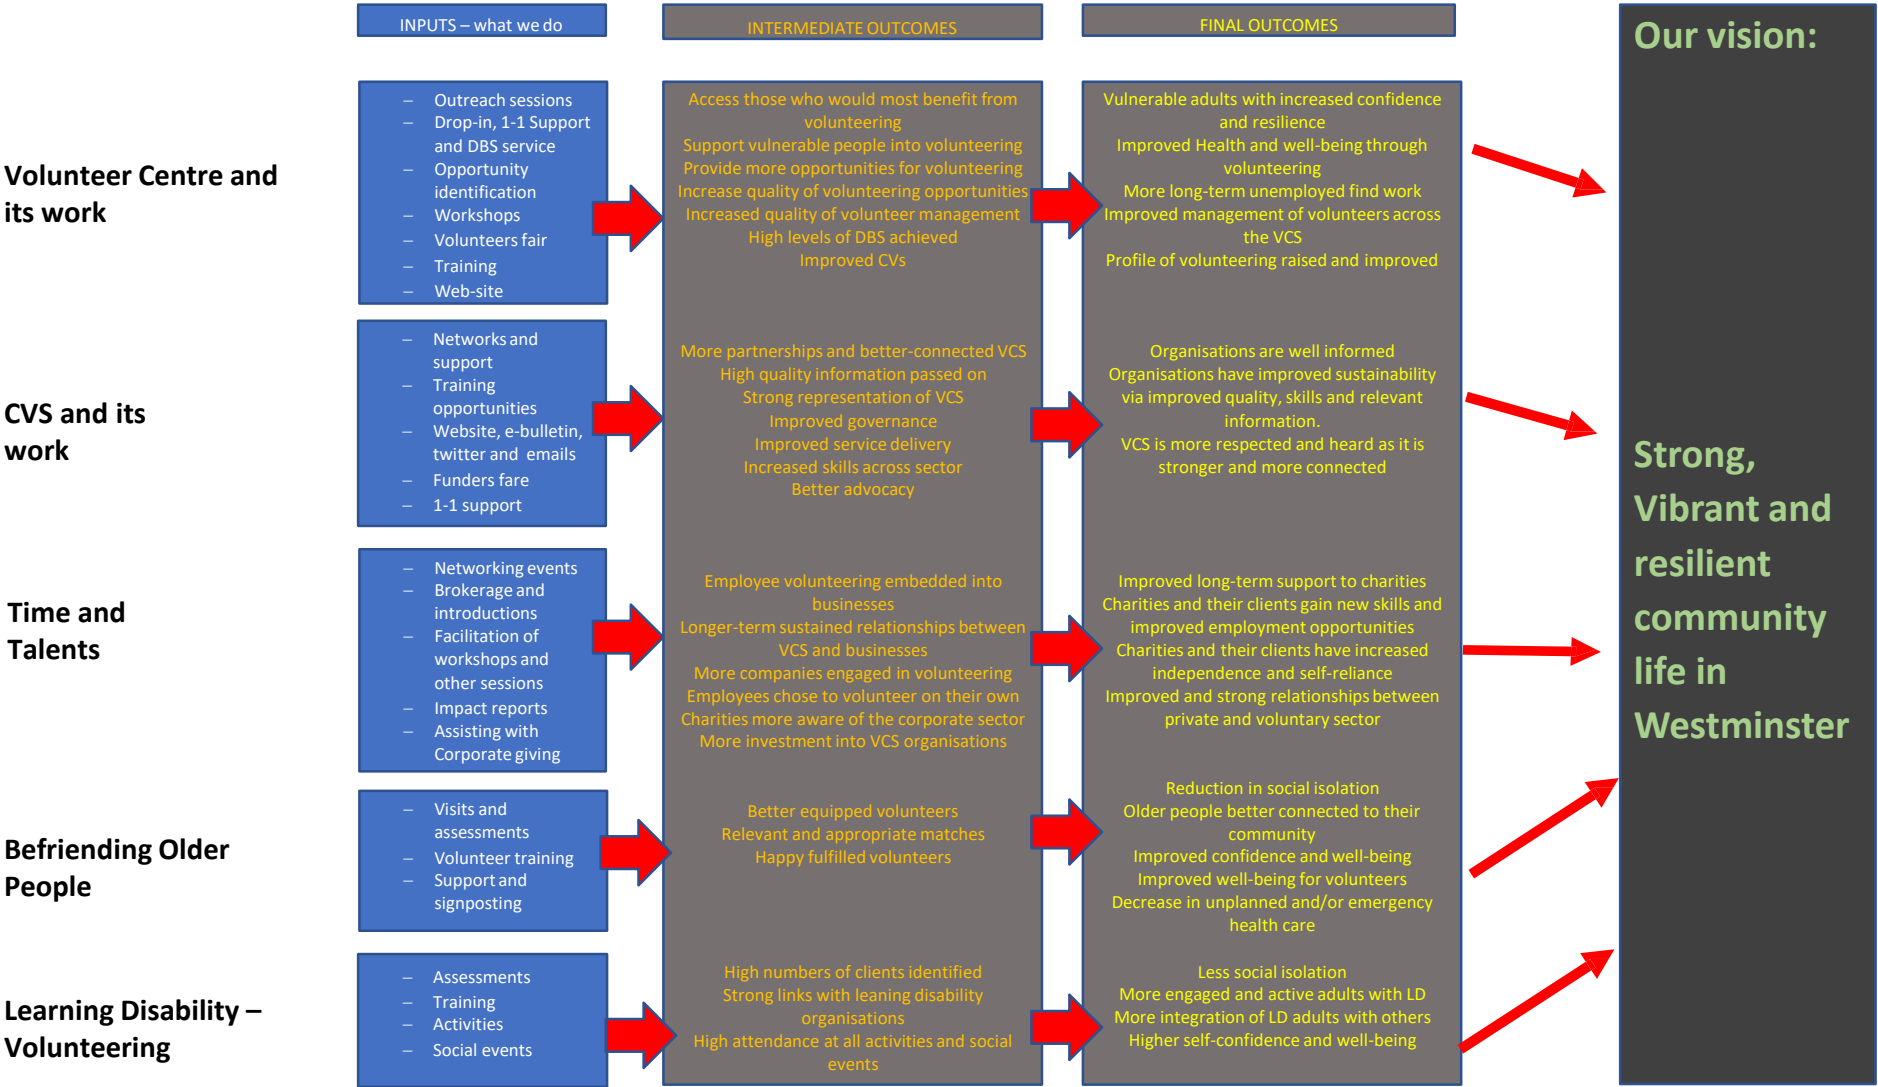 INPUTS – what we do
INTERMEDIATE OUTCOMES
FINAL OUTCOMES
Our vision:
Strong,
Vibrant and
resilient
community
life in
Westminster
Volunteer Centre and
its work
– Outreach sessions
– Drop-in, 1-1 Support
and DBS service
– Opportunity
identification
– Workshops
– Volunteers fair
– Training
– Web-site
Access those who would most benefit from
volunteering
Support vulnerable people into volunteering
Provide more opportunities for volunteering
Increase quality of volunteering opportunities
Increased quality of volunteer management
High levels of DBS achieved
Improved CVs
Vulnerable adults with increased confidence
and resilience
Improved Health and well-being through
volunteering
More long-term unemployed find work
Improved management of volunteers across
the VCS
Profile of volunteering raised and improved
CVS and its
work
– Networks and
support
– Training
opportunities
– Website, e-bulletin,
twitter and emails
– Funders fare
– 1-1 support
More partnerships and better-connected VCS
High quality information passed on
Strong representation of VCS
Improved governance
Improved service delivery
Increased skills across sector
Better advocacy
Organisations are well informed
Organisations have improved sustainability
via improved quality, skills and relevant
information.
VCS is more respected and heard as it is
stronger and more connected
Time and
Talents
– Networking events
– Brokerage and
introductions
– Facilitation of
workshops and
other sessions
– Impact reports
– Assisting with
Corporate giving
Employee volunteering embedded into
businesses
Longer-term sustained relationships between
VCS and businesses
More companies engaged in volunteering
Employees chose to volunteer on their own
Charities more aware of the corporate sector
More investment into VCS organisations
Improved long-term support to charities
Charities and their clients gain new skills and
improved employment opportunities
Charities and their clients have increased
independence and self-reliance
Improved and strong relationships between
private and voluntary sector
Befriending Older
People
– Visits and
assessments
– Volunteer training
– Support and
signposting
Better equipped volunteers
Relevant and appropriate matches
Happy fulfilled volunteers
Reduction in social isolation
Older people better connected to their
community
Improved confidence and well-being
Improved well-being for volunteers
Decrease in unplanned and/or emergency
health care
Learning Disability –
Volunteering
– Assessments
– Training
– Activities
– Social events
High numbers of clients identified
Strong links with leaning disability
organisations
High attendance at all activities and social
events
Less social isolation
More engaged and active adults with LD
More integration of LD adults with others
Higher self-confidence and well-being